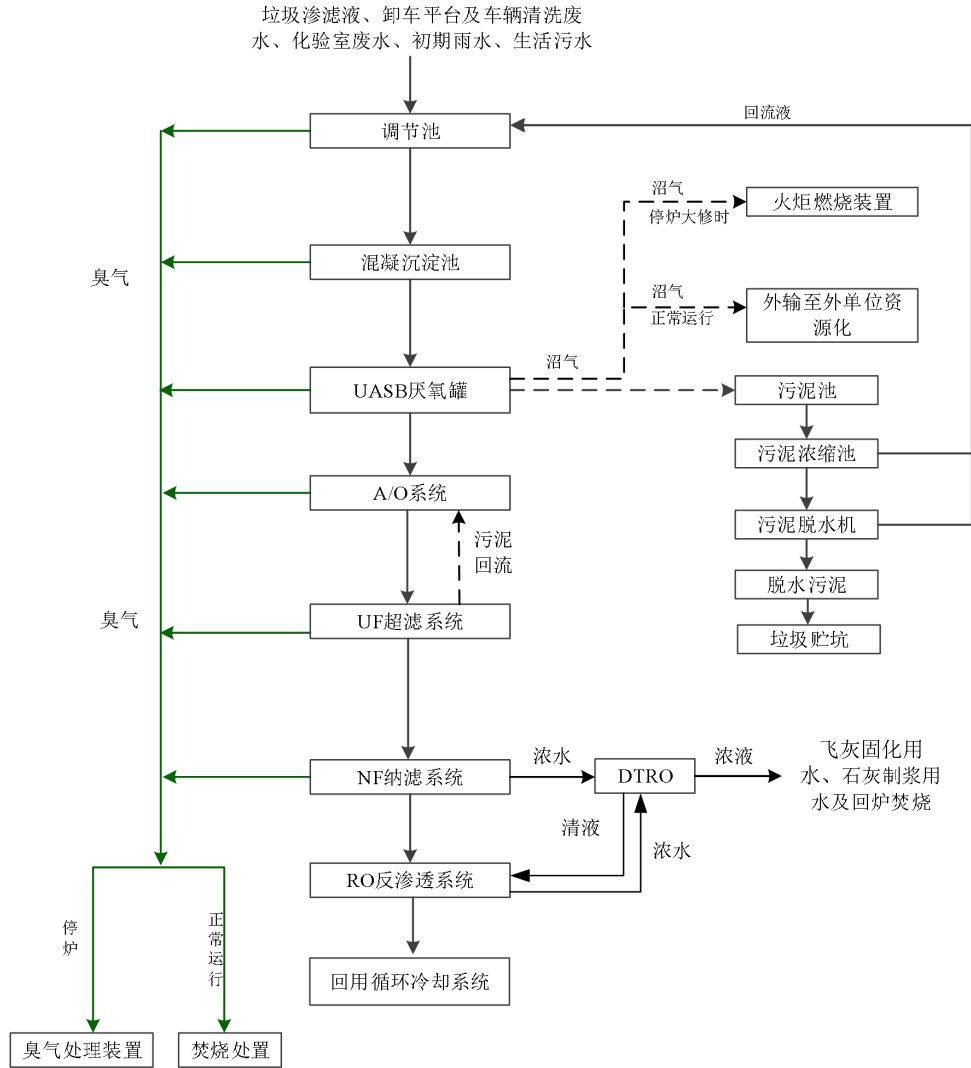 垃圾渗滤液、卸车平台及车辆清洗废
水、化验室废水、初期雨水、生活污水
调节池
回流液
沼气
停炉大修时
火炬燃烧装置
混凝沉淀池
臭气
沼气
正常运行
外输至外单位资
源化
沼气
UASB厌氧罐
污泥池
污泥浓缩池
A/O系统
污泥脱水机
污泥
回流
脱水污泥
臭气
UF超滤系统
垃圾贮坑
NF纳滤系统
浓水
DTRO
浓液
飞灰固化用
水、石灰制浆用
水及回炉焚烧
清液
浓水
RO反渗透系统
停炉
正常运行
回用循环冷却系统
臭气处理装置
焚烧处置